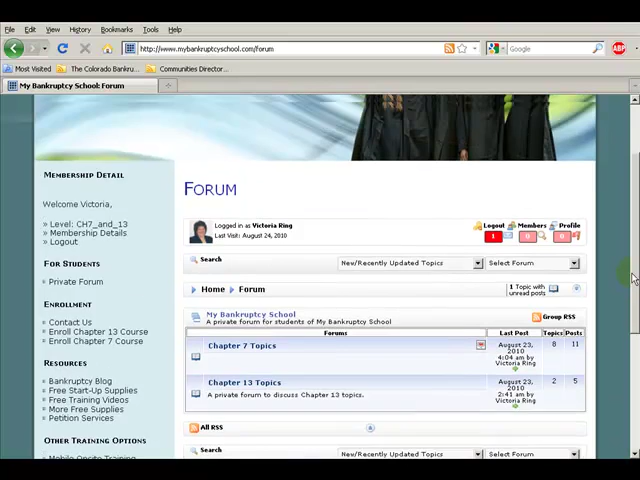 File Edit View History Bookmarks Tools Help
http://www.mybankruptcyschool.com/forum
Google
ABP
Most Visited The Colorado Bankru... Communities Director...
My Bankruptcy School: Forum
MEMBERSHIP DETAIL
Welcome Victoria,
» Level: CH7_and_13
» Membership Details
» Logout
FOR STUDENTS
Private Forum
ENROLLMENT
Contact Us
Enroll Chapter 13 Course
Enroll Chapter 7 Course
RESOURCES
Bankruptcy Blog
Free Start-Up Supplies
Free Training Videos
More Free Supplies
Petition Services
OTHER TRAINING OPTIONS
Mobile Onsite Training
FORUM
Logged in as Victoria Ring
Last Visit: August 24, 2010
Logout Members Profile
1 0 0
Search
New/Recently Updated Topics
Select Forum
Home Forum
1 Topic with
unread posts
My Bankruptcy School
A private forum for students of My Bankruptcy School
Group RSS
Forums Last Post Topics Posts
Chapter 7 Topics
August 23,
2010
4:04 am by
Victoria Ring
8 11
Chapter 13 Topics
A private forum to discuss Chapter 13 topics.
August 23,
2010
2:41 am by
Victoria Ring
2 5
All RSS
Search
New/Recently Updated Topics
Select Forum